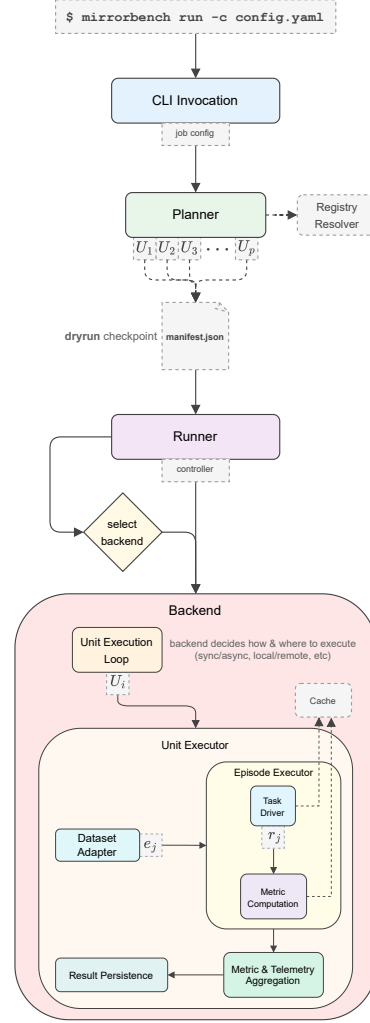 $ mirrorbench run -c config.yaml
CLI Invocation
job config
Planner
Registry
Resolver
U1 U2 U3 ··· Up
dryrun checkpoint
manifest.json
Runner
controller
select
backend
Backend
Unit Execution
Loop
backend decides how & where to execute
(sync/async, local/remote, etc)
Ui
Cache
Unit Executor
Episode Executor
Task
Driver
rj
Dataset
Adapter
ej
Metric
Computation
Result Persistence
Metric & Telemetry
Aggregation